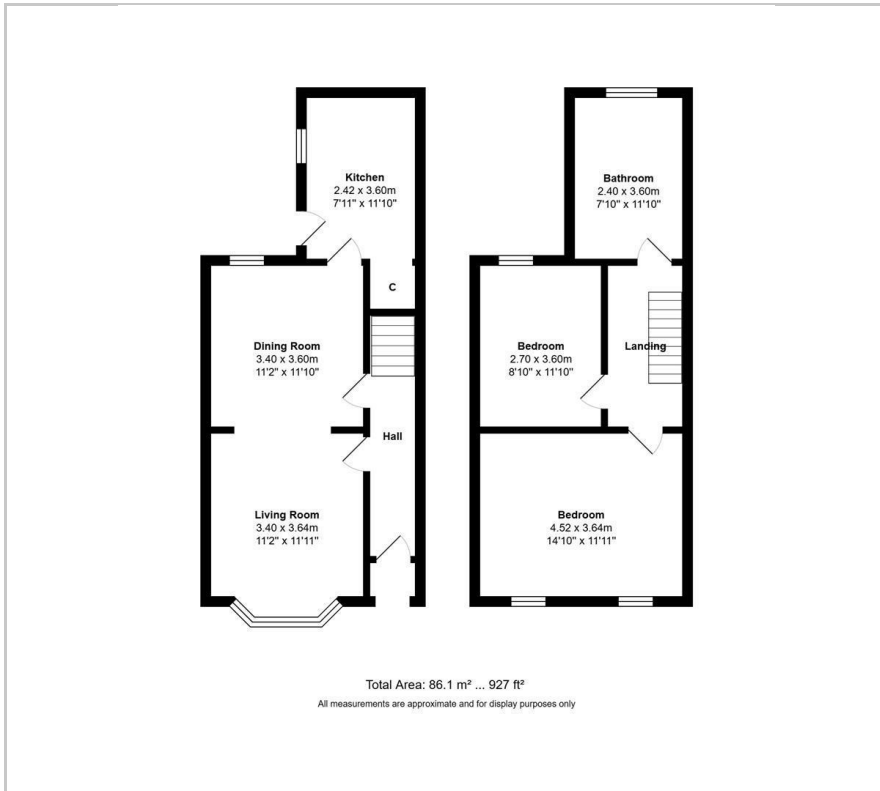 Kitchen
2.42 x 3.60m
7'11" x 11'10"
C
Dining Room
3.40 x 3.60m
11'2" x 11'10"
Hall
Living Room
3.40 x 3.64m
11'2" x 11'11"
Bathroom
2.40 x 3.60m
7'10" x 11'10"
Bedroom
2.70 x 3.60m
8'10" x 11'10"
Landing
Bedroom
4.52 x 3.64m
14'10" x 11'11"
Total Area: 86.1 m² ... 927 ft²
All measurements are approximate and for display purposes only